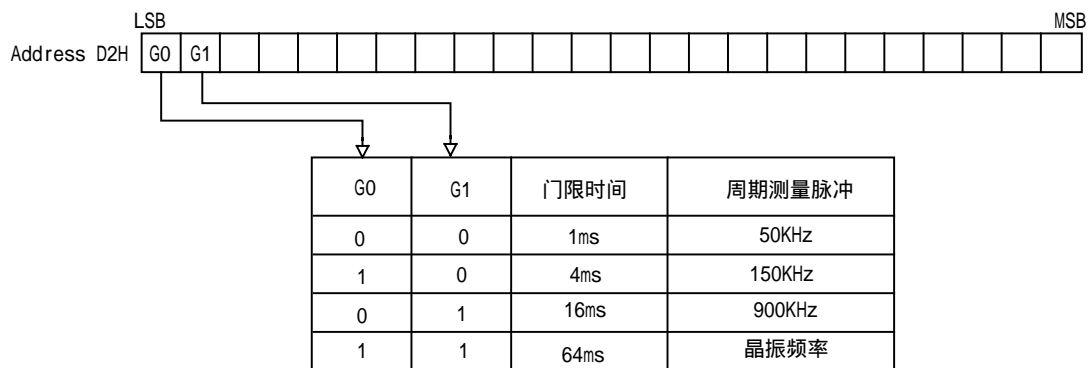 LSB MSB
Address D2H G0 G1
G0 G1 门限时间 周期测量脉冲
0 0 1ms 50KHz
1 0 4ms 150KHz
0 1 16ms 900KHz
1 1 64ms 晶振频率